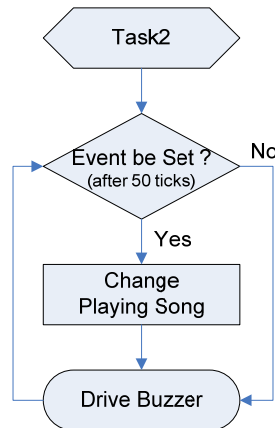 Task2
Event be Set ?
(after 50 ticks)
No
Yes
Change
Playing Song
Drive Buzzer